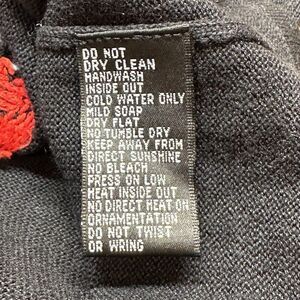 DO NOT
DRY CLEAN
HANDWASH
INSIDE OUT
COLD WATER ONLY
MILD SOAP
DRY FLAT
NO TUMBLE DRY
KEEP AWAY FROM
DIRECT SUNSHINE
NO BLEACH
PRESS ON LOW
HEAT INSIDE OUT
NO DIRECT HEAT ON
ORNAMENTATION
DO NOT TWIST
OR WRING